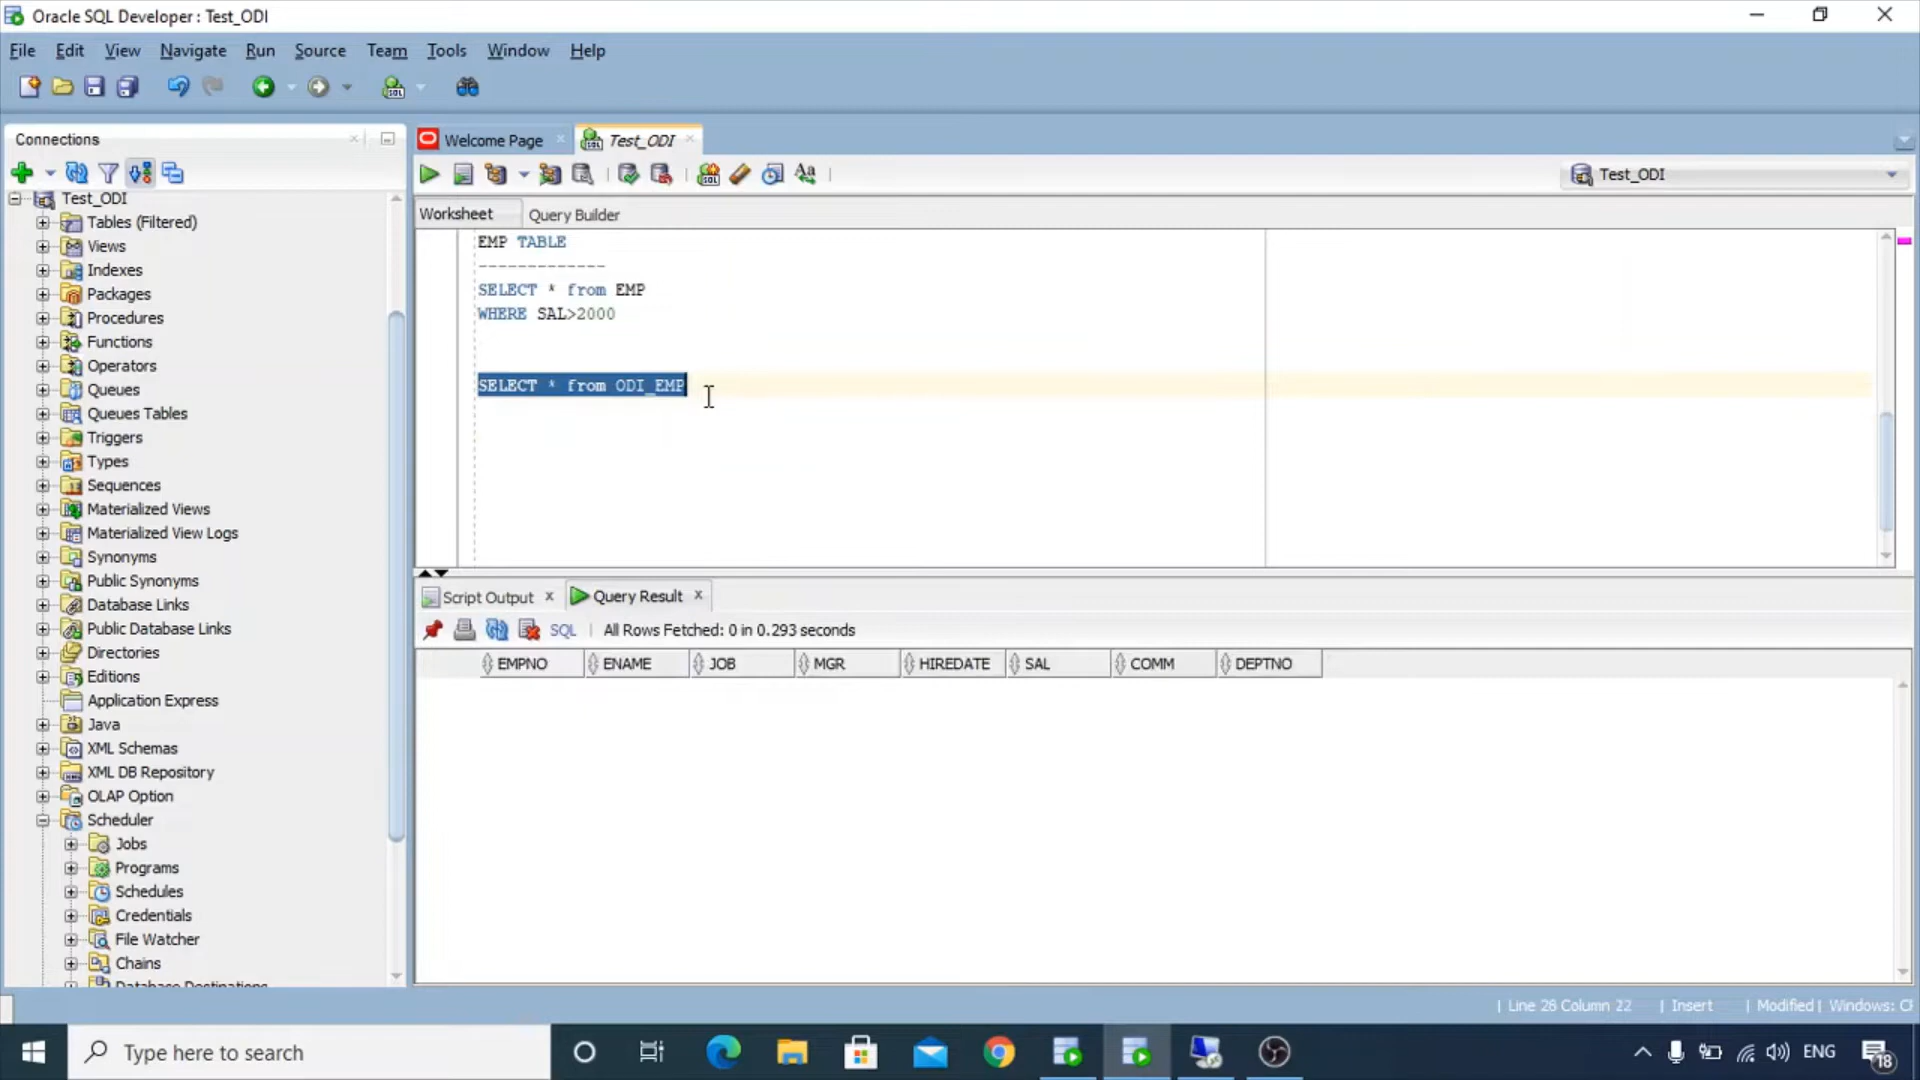 Oracle SQL Developer : Test_ODI
File Edit View Navigate Run Source Team Tools Window Help
Connections
Welcome Page
Test_ODI
Test_ODI
Worksheet
Query Builder
Test_ODI
Tables (Filtered)
Views
Indexes
Packages
Procedures
Functions
Operators
Queues
Queues Tables
Triggers
Types
Sequences
Materialized Views
Materialized View Logs
Synonyms
Public Synonyms
Database Links
Public Database Links
Directories
Editions
Application Express
Java
XML Schemas
XML DB Repository
OLAP Option
Scheduler
Jobs
Programs
Schedules
Credentials
File Watcher
Chains
EMP TABLE
-------------
SELECT * from EMP
WHERE SAL>2000
SELECT * from ODI_EMP
Script Output
Query Result
SQL
All Rows Fetched: 0 in 0.293 seconds
EMPNO ENAME JOB MGR HIREDATE SAL COMM DEPTNO
Line 28 Column 22 | Insert | Modified | Windows:
Type here to search
ENG
18